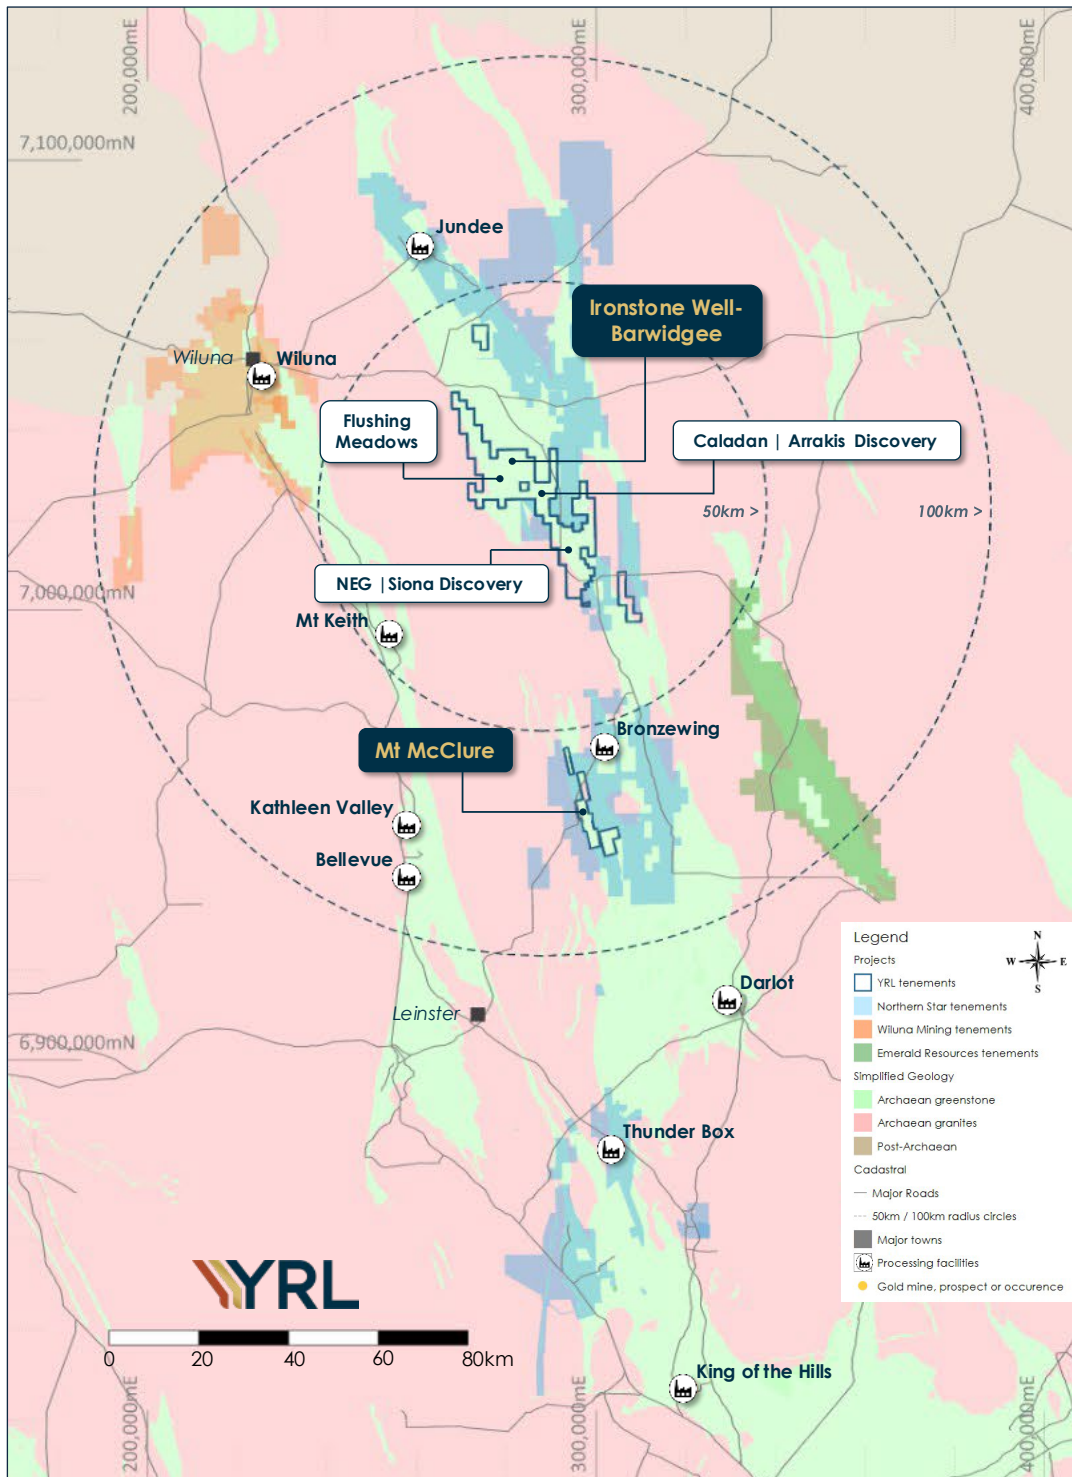 200,000mE
300,000mE
400,000mE
7,100,000mN
Jundee
Ironstone Well-
Barwidgee
Wiluna
Wiluna
Flushing
Meadows
Caladan | Arrakis Discovery
50km >
100km >
NEG | Siona Discovery
7,000,000mN
Mt Keith
Bronzewing
Mt McClure
Kathleen Valley
Bellevue
Darlot
Leinster
6,900,000mN
Thunder Box
King of the Hills
Legend
N
W
E
S
Projects
YRL tenements
Northern Star tenements
Wiluna Mining tenements
Emerald Resources tenements
Simplified Geology
Archaean greenstone
Archaean granites
Post-Archaean
Cadastral
Major Roads
50km / 100km radius circles
Major towns
Processing facilities
Gold mine, prospect or occurence
YRL
0 20 40 60 80km
200,000mE
300,000mE
400,000mE